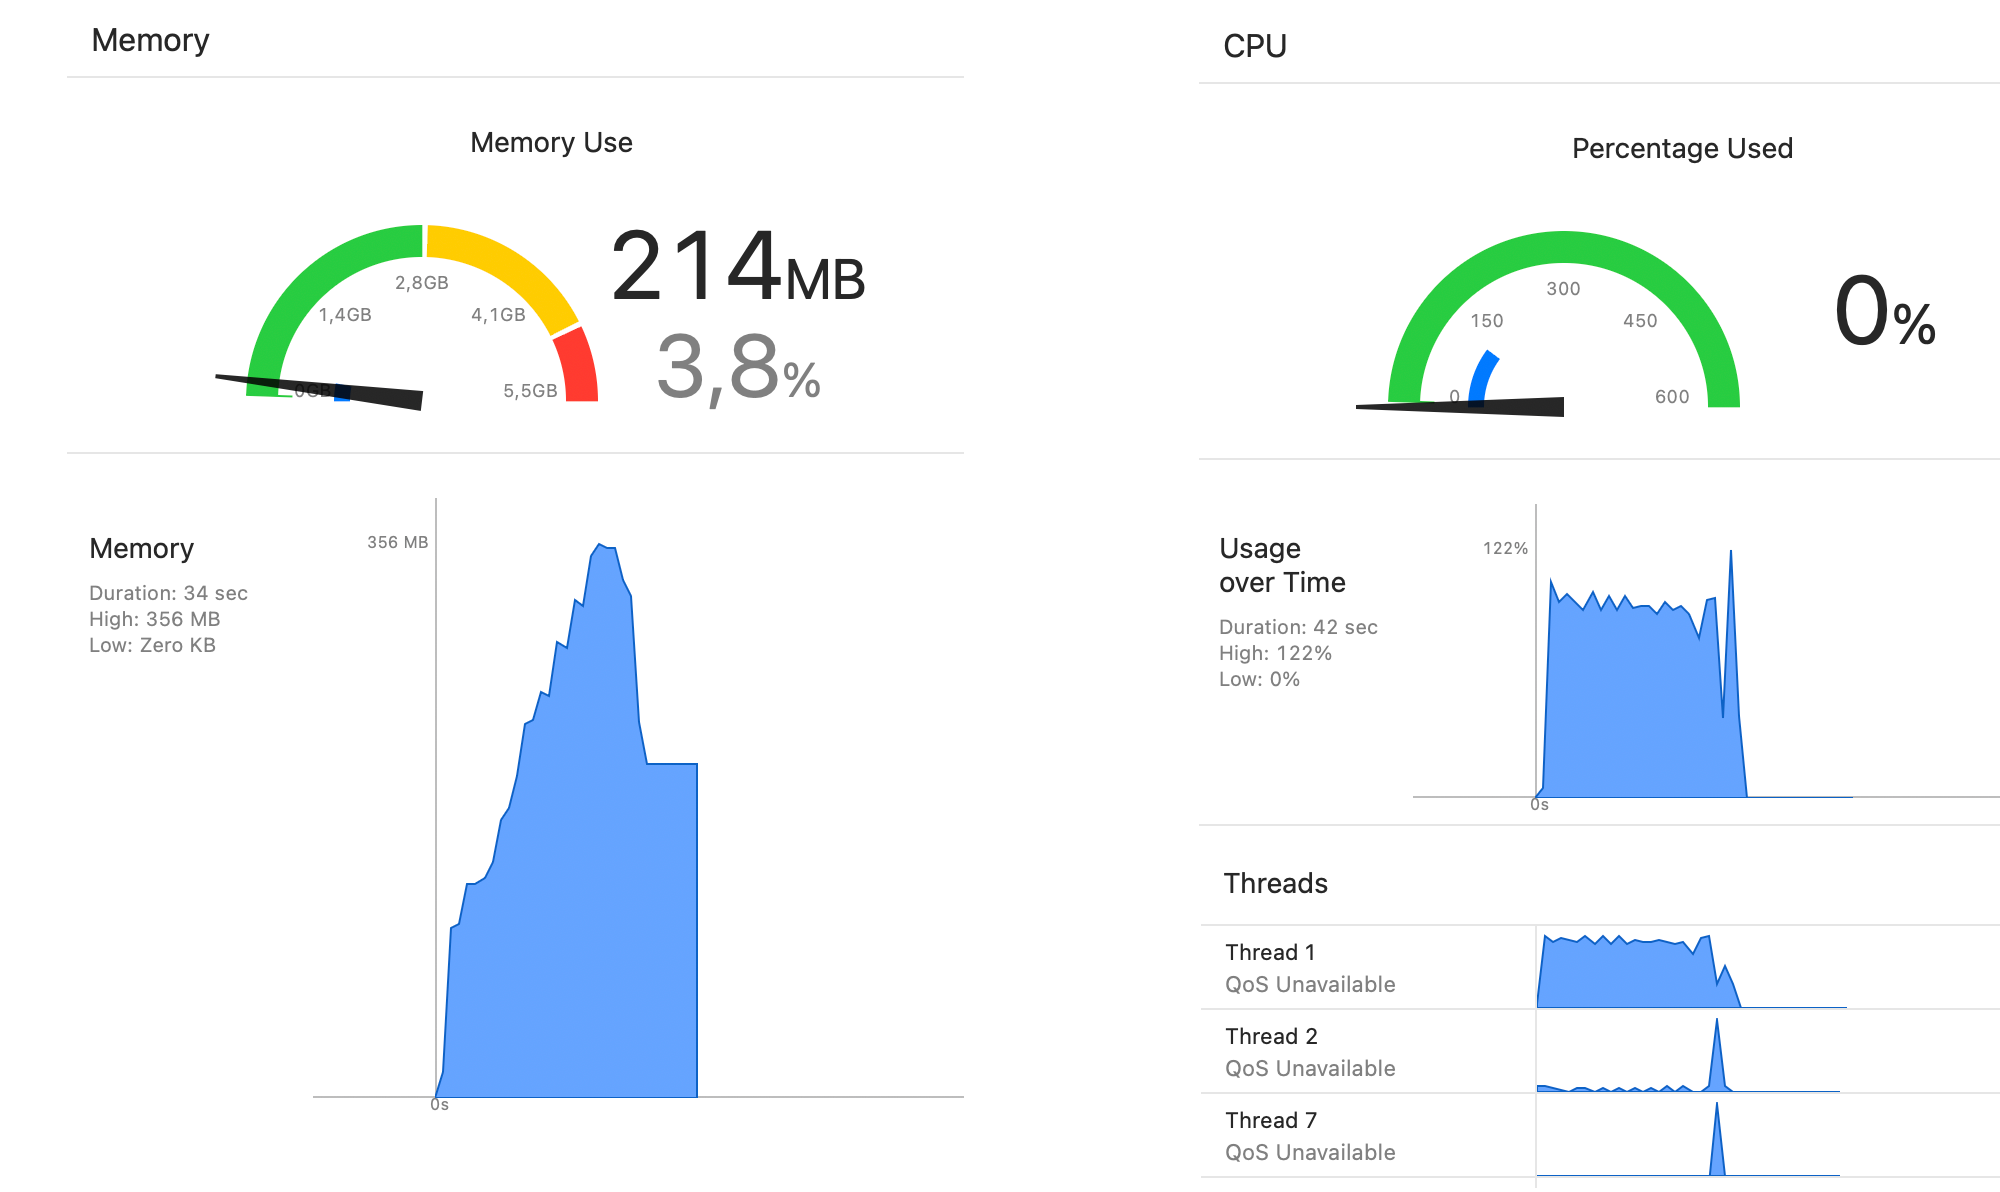 Memory
Memory Use
2,8GB
1,4GB
4,1GB
0GB
5,5GB
214MB
3,8%
Memory
Duration: 34 sec
High: 356 MB
Low: Zero KB
356 MB
0s
CPU
Percentage Used
300
150
450
0
600
0%
Usage
over Time
Duration: 42 sec
High: 122%
Low: 0%
122%
0s
Threads
Thread 1
QoS Unavailable
Thread 2
QoS Unavailable
Thread 7
QoS Unavailable